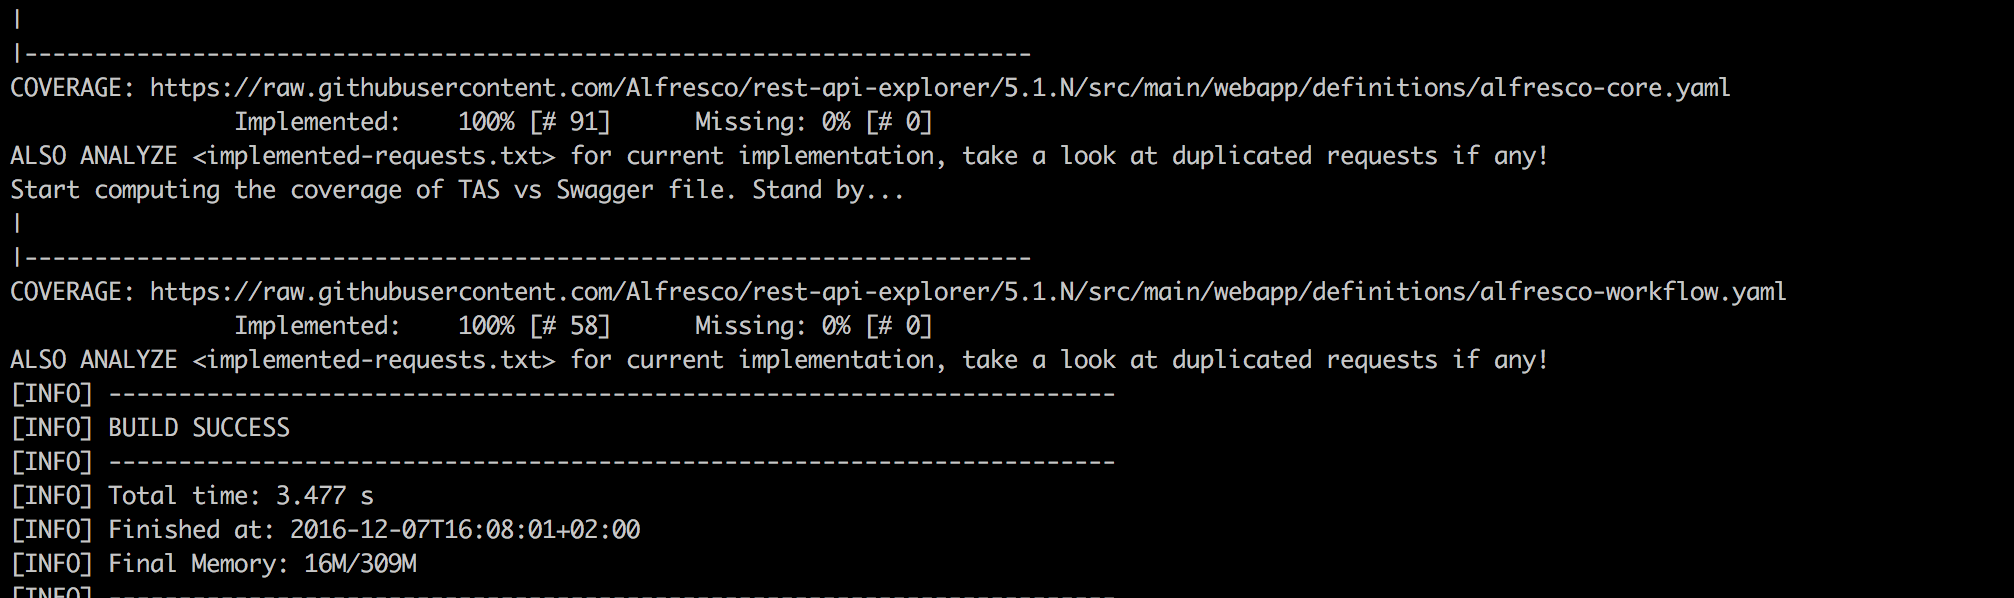 |
|------------------------------------------------------------------------
COVERAGE: https://raw.githubusercontent.com/Alfresco/rest-api-explorer/5.1.N/src/main/webapp/definitions/alfresco-core.yaml
Implemented: 100% [# 91] Missing: 0% [# 0]
ALSO ANALYZE <implemented-requests.txt> for current implementation, take a look at duplicated requests if any!
Start computing the coverage of TAS vs Swagger file. Stand by...
|
|------------------------------------------------------------------------
COVERAGE: https://raw.githubusercontent.com/Alfresco/rest-api-explorer/5.1.N/src/main/webapp/definitions/alfresco-workflow.yaml
Implemented: 100% [# 58] Missing: 0% [# 0]
ALSO ANALYZE <implemented-requests.txt> for current implementation, take a look at duplicated requests if any!
[INFO] ------------------------------------------------------------------------
[INFO] BUILD SUCCESS
[INFO] ------------------------------------------------------------------------
[INFO] Total time: 3.477 s
[INFO] Finished at: 2016-12-07T16:08:01+02:00
[INFO] Final Memory: 16M/309M
[INFO] ------------------------------------------------------------------------